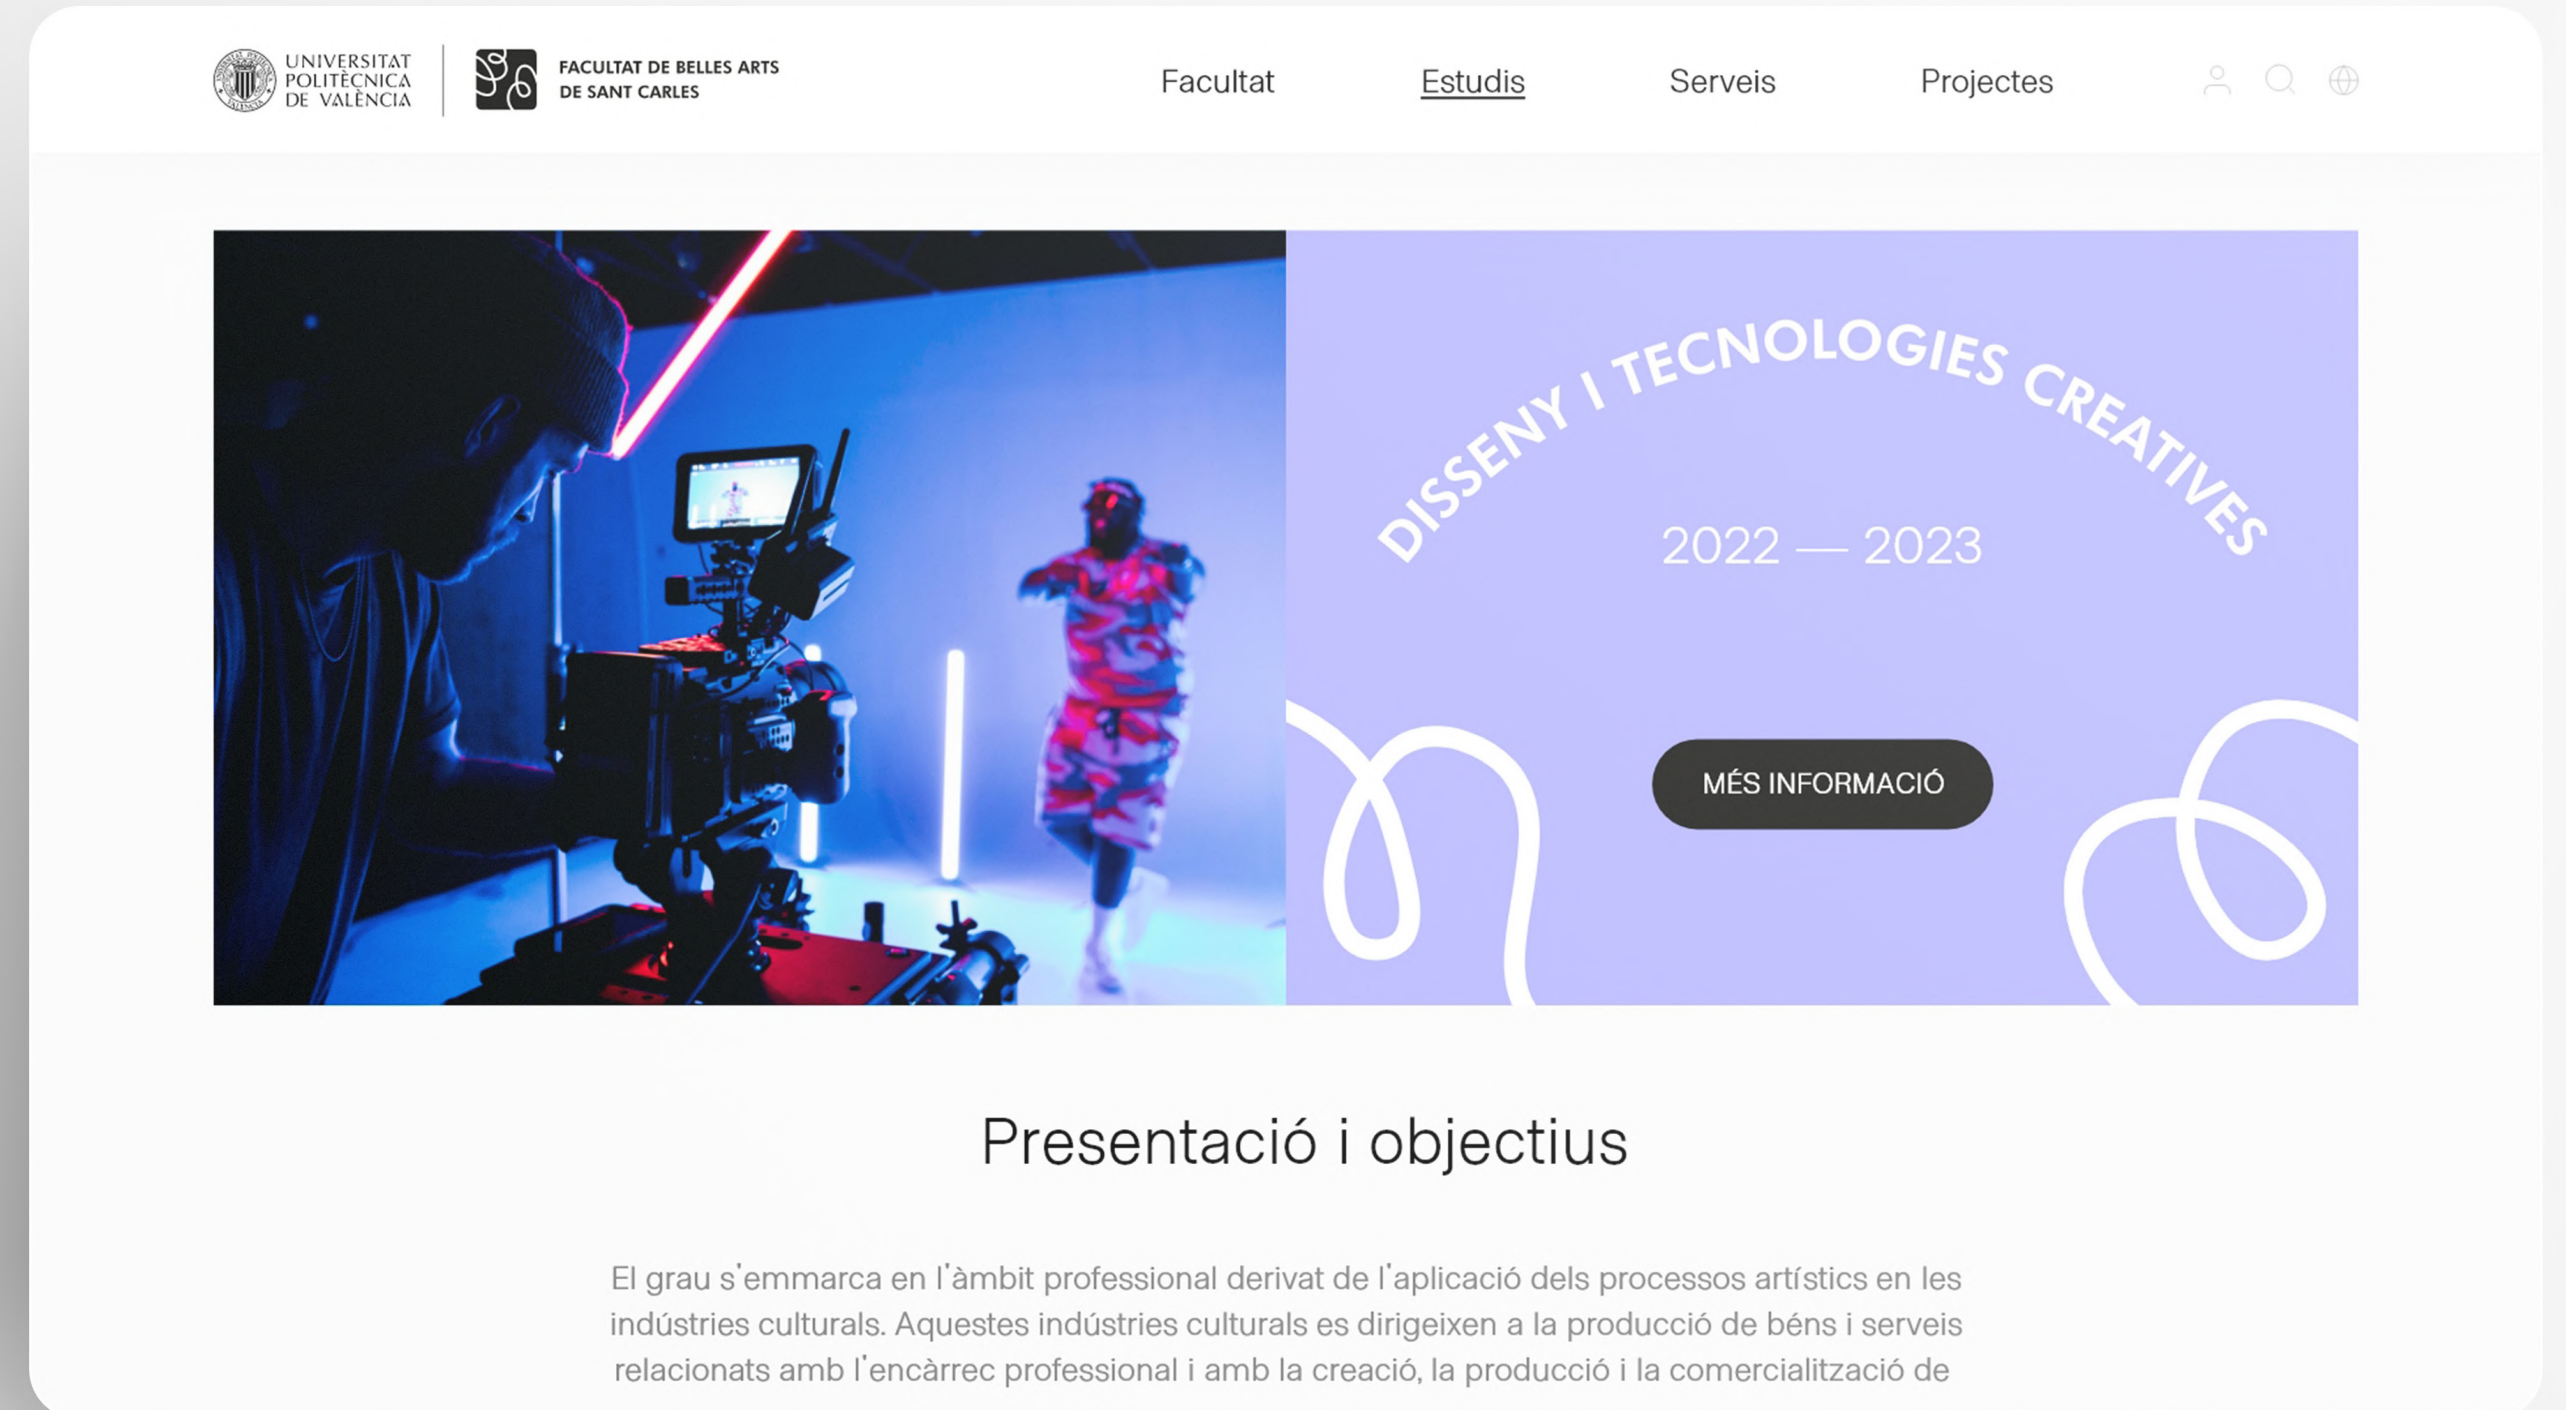 UNIVERSITAT
POLITÈCNICA
DE VALÈNCIA
FACULTAT DE BELLES ARTS
DE SANT CARLES
Facultat
Estudis
Serveis
Projectes
DISSENY I TECNOLOGIES CREATIVES
2022 — 2023
MÉS INFORMACIÓ
Presentació i objectius
El grau s'emmarca en l'àmbit professional derivat de l'aplicació dels processos artístics en les
indústries culturals. Aquestes indústries culturals es dirigeixen a la producció de béns i serveis
relacionats amb l'encàrrec professional i amb la creació, la producció i la comercialització de